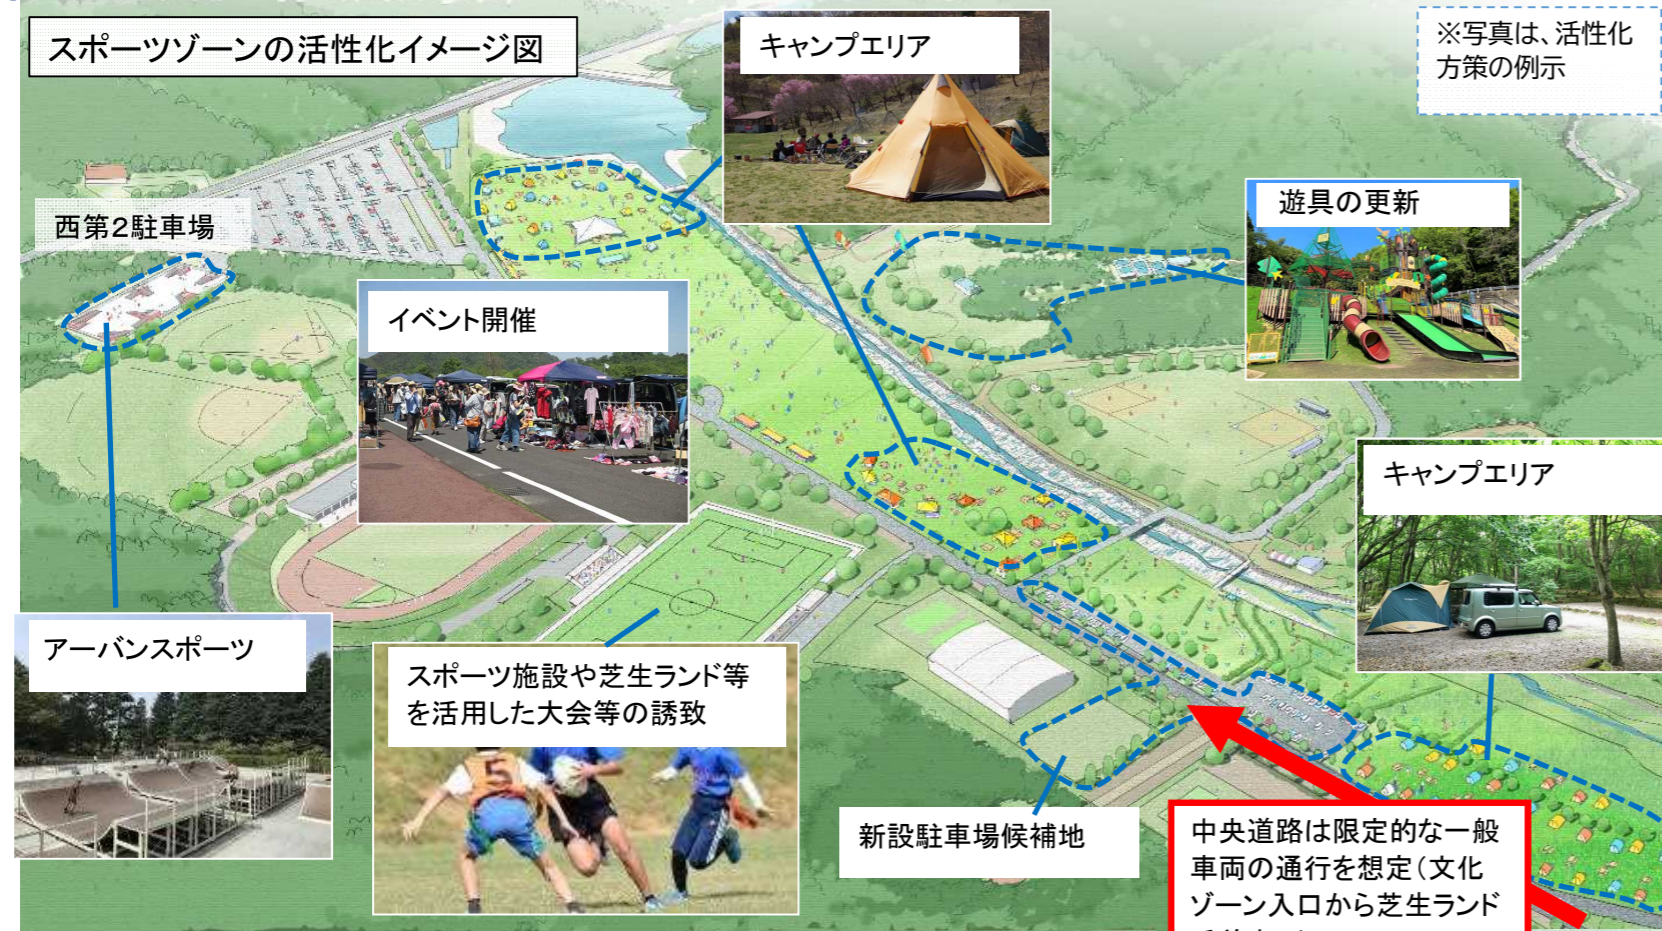 スポーツゾーンの活性化イメージ図
キャンプエリア
※写真は、活性化
方策の例示
遊具の更新
西第2駐車場
イベント開催
キャンプエリア
アーバンスポーツ
スポーツ施設や芝生ランド等
を活用した大会等の誘致
新設駐車場候補地
中央道路は限定的な一般
車両の通行を想定(文化
ゾーン入口から芝生ランド